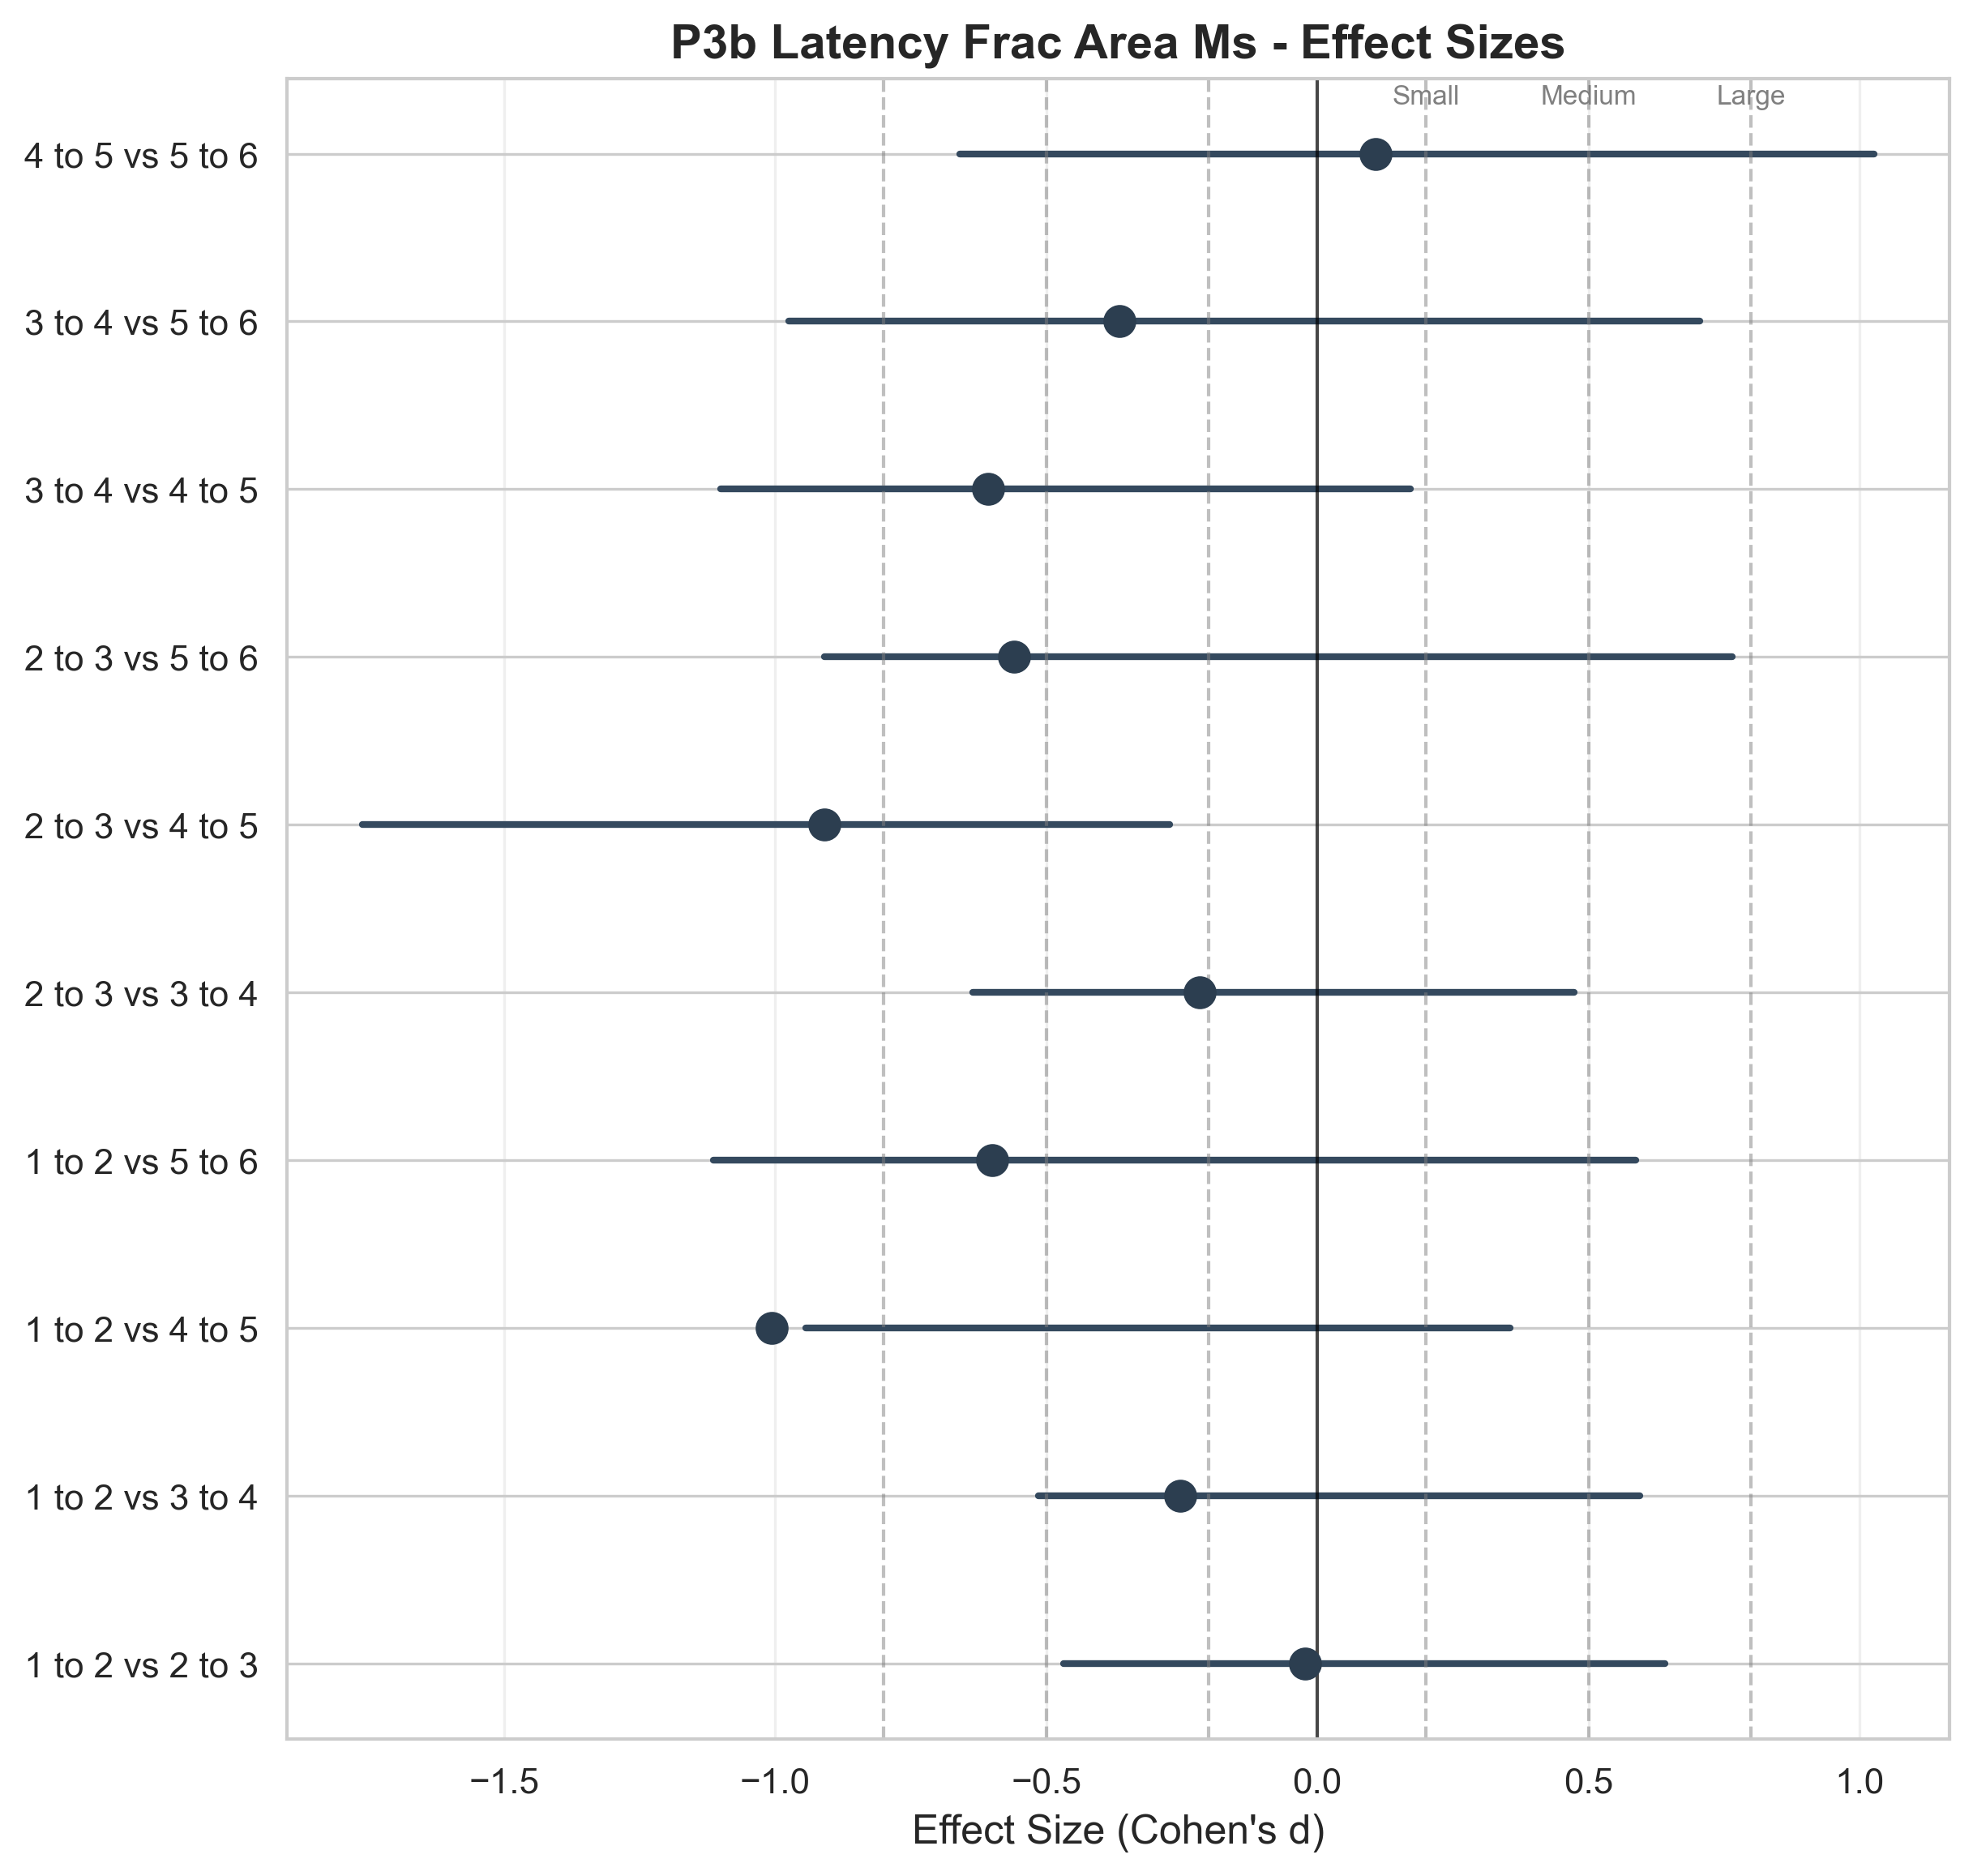 P3b Latency Frac Area Ms - Effect Sizes
Small Medium Large
4 to 5 vs 5 to 6
3 to 4 vs 5 to 6
3 to 4 vs 4 to 5
2 to 3 vs 5 to 6
2 to 3 vs 4 to 5
2 to 3 vs 3 to 4
1 to 2 vs 5 to 6
1 to 2 vs 4 to 5
1 to 2 vs 3 to 4
1 to 2 vs 2 to 3
−1.5 −1.0 −0.5 0.0 0.5 1.0
Effect Size (Cohen's d)